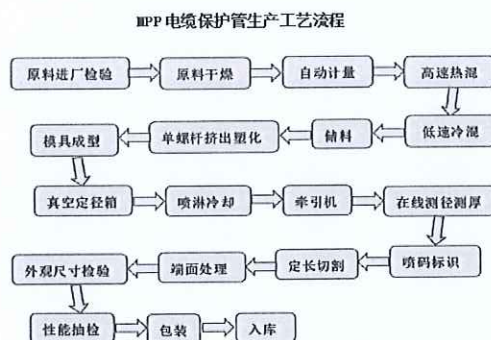 MPP电缆保护管生产工艺流程
原料进厂检验
原料干燥
自动计量
高速热混
低速冷混
储料
单螺杆挤出塑化
模具成型
真空定径箱
喷淋冷却
牵引机
在线测径测厚
喷码标识
定长切割
端面处理
外观尺寸检验
性能抽检
包装
入库